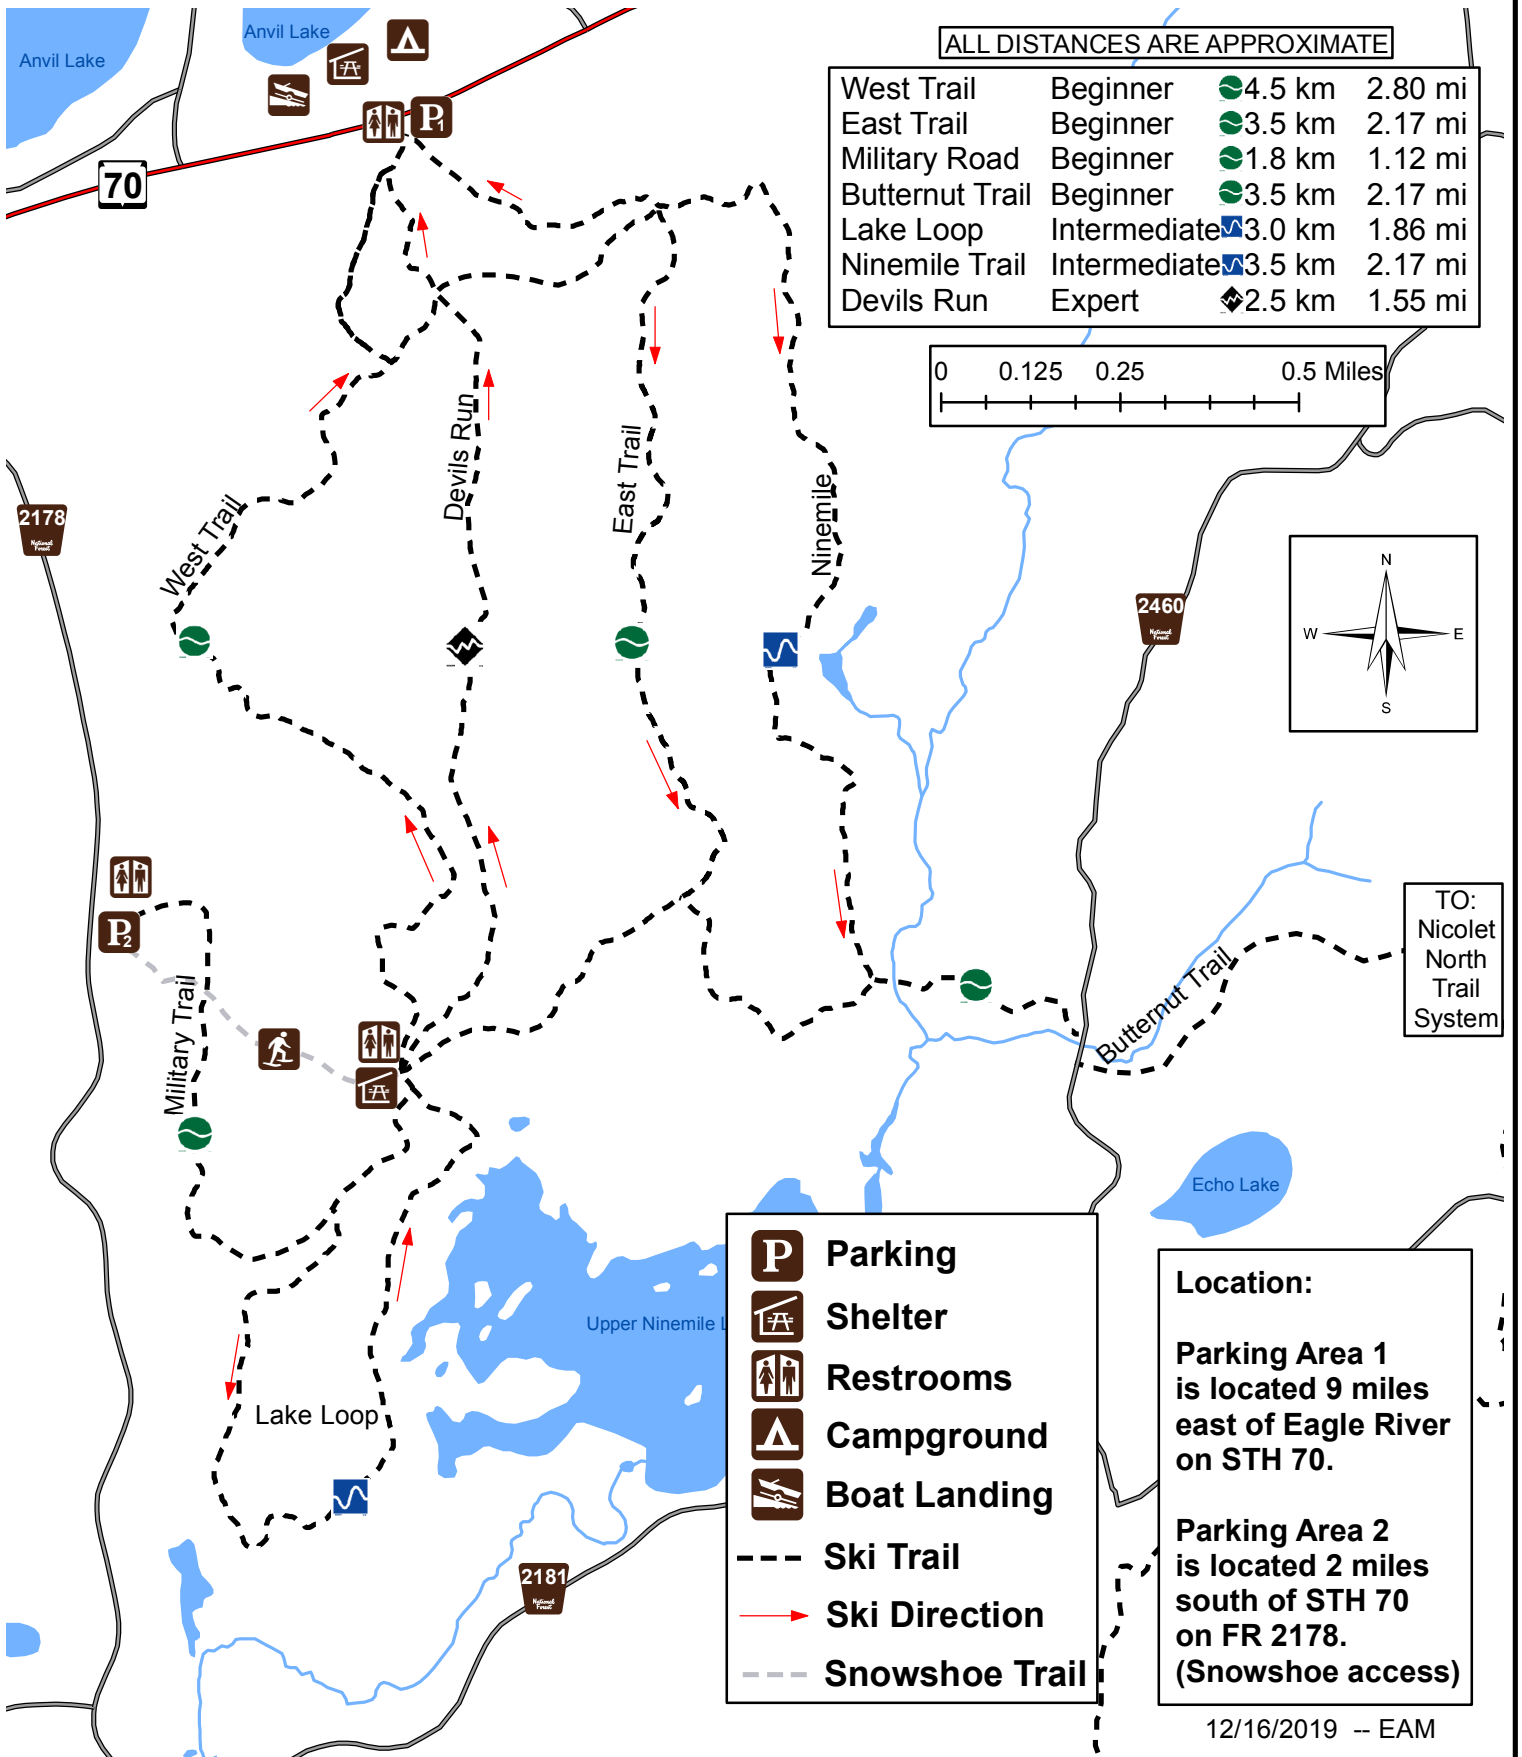 Anvil Lake
Anvil Lake
P1
70
ALL DISTANCES ARE APPROXIMATE
West Trail Beginner 4.5 km 2.80 mi
East Trail Beginner 3.5 km 2.17 mi
Military Road Beginner 1.8 km 1.12 mi
Butternut Trail Beginner 3.5 km 2.17 mi
Lake Loop Intermediate 3.0 km 1.86 mi
Ninemile Trail Intermediate 3.5 km 2.17 mi
Devils Run Expert 2.5 km 1.55 mi
0 0.125 0.25 0.5 Miles
West Trail
Devils Run
East Trail
Ninemile
2178
National
Forest
2460
National
Forest
N
W E
S
P2
Military Trail
Butternut Trail
TO:
Nicolet
North
Trail
System
Echo Lake
Upper Ninemile L
Lake Loop
2181
National
Forest
P Parking
Shelter
Restrooms
Campground
Boat Landing
Ski Trail
Ski Direction
Snowshoe Trail
Location:
Parking Area 1
is located 9 miles
east of Eagle River
on STH 70.
Parking Area 2
is located 2 miles
south of STH 70
on FR 2178.
(Snowshoe access)
12/16/2019 -- EAM